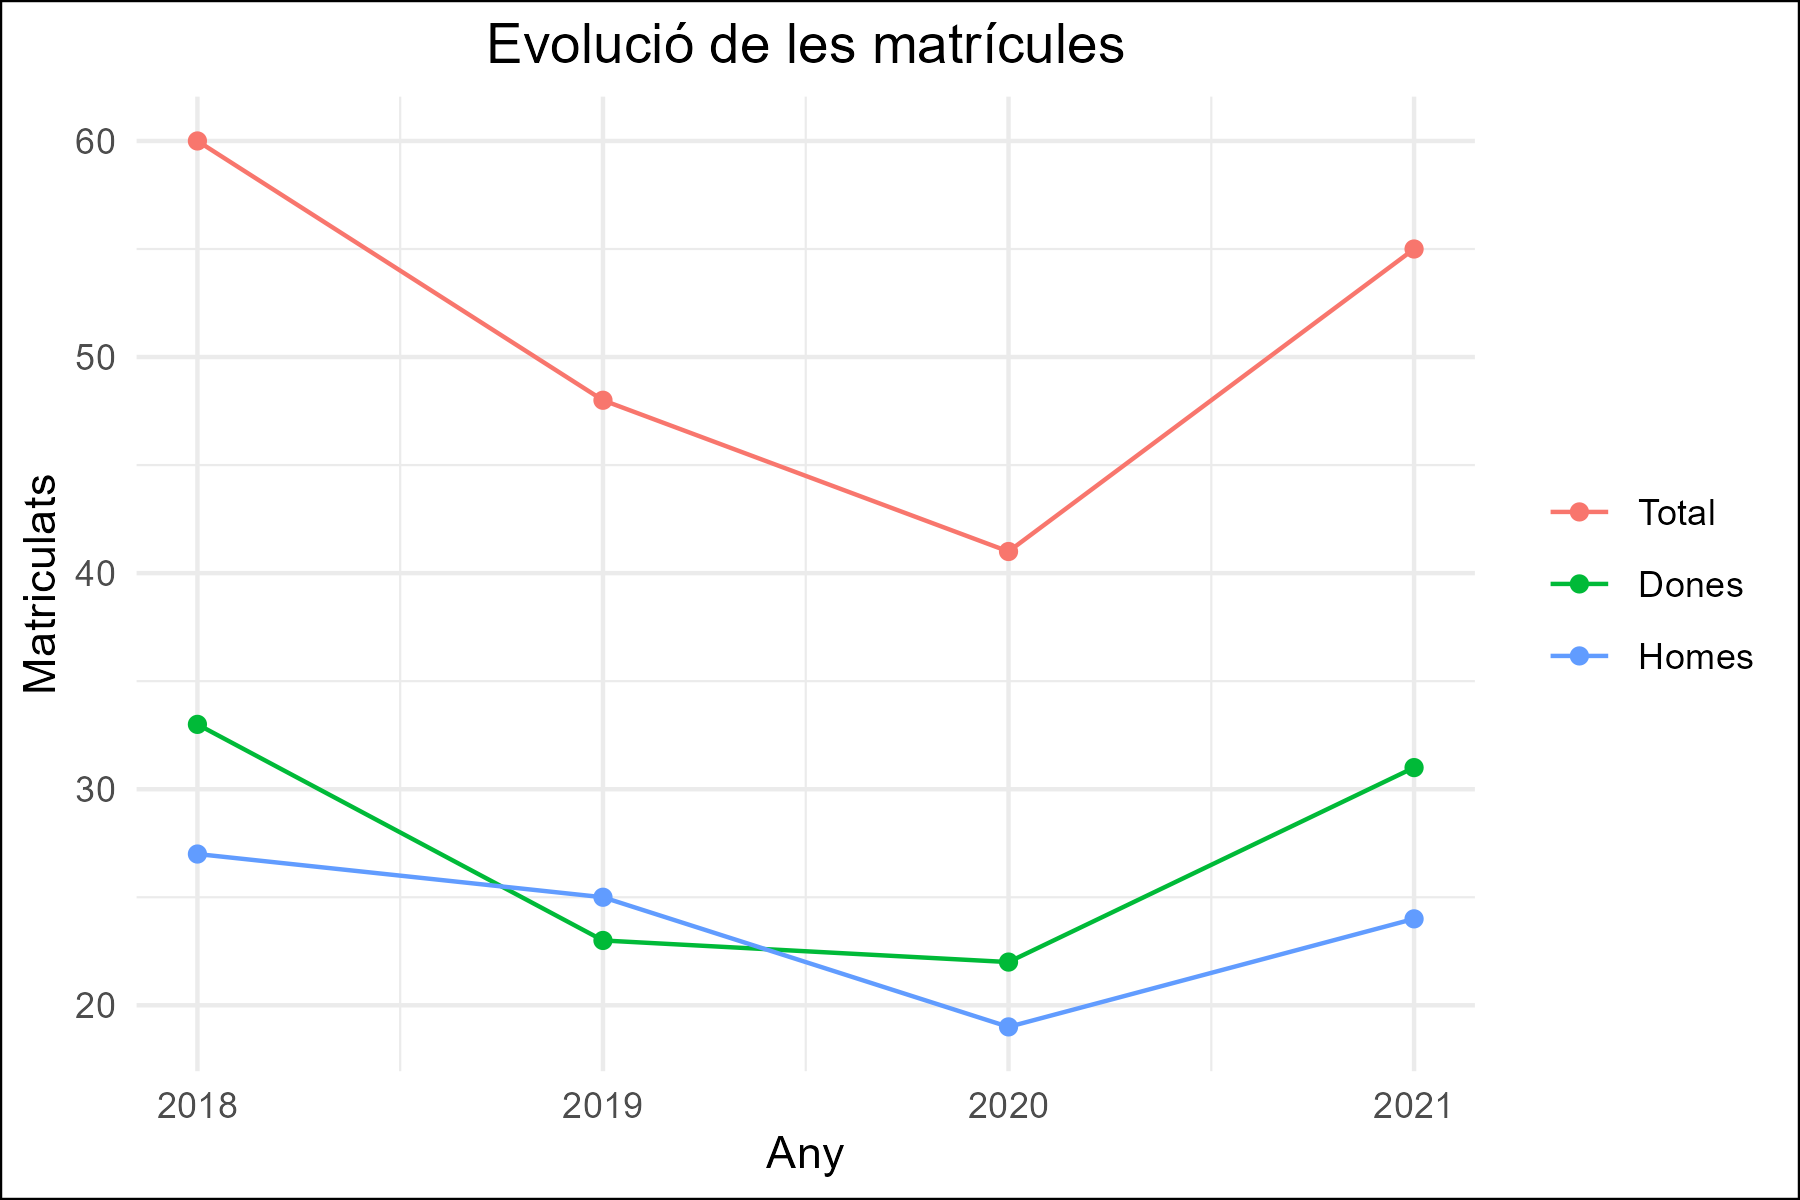 Evolució de les matrícules
60
50
40
30
20
Matriculats
2018 2019 2020 2021
Any
Total
Dones
Homes